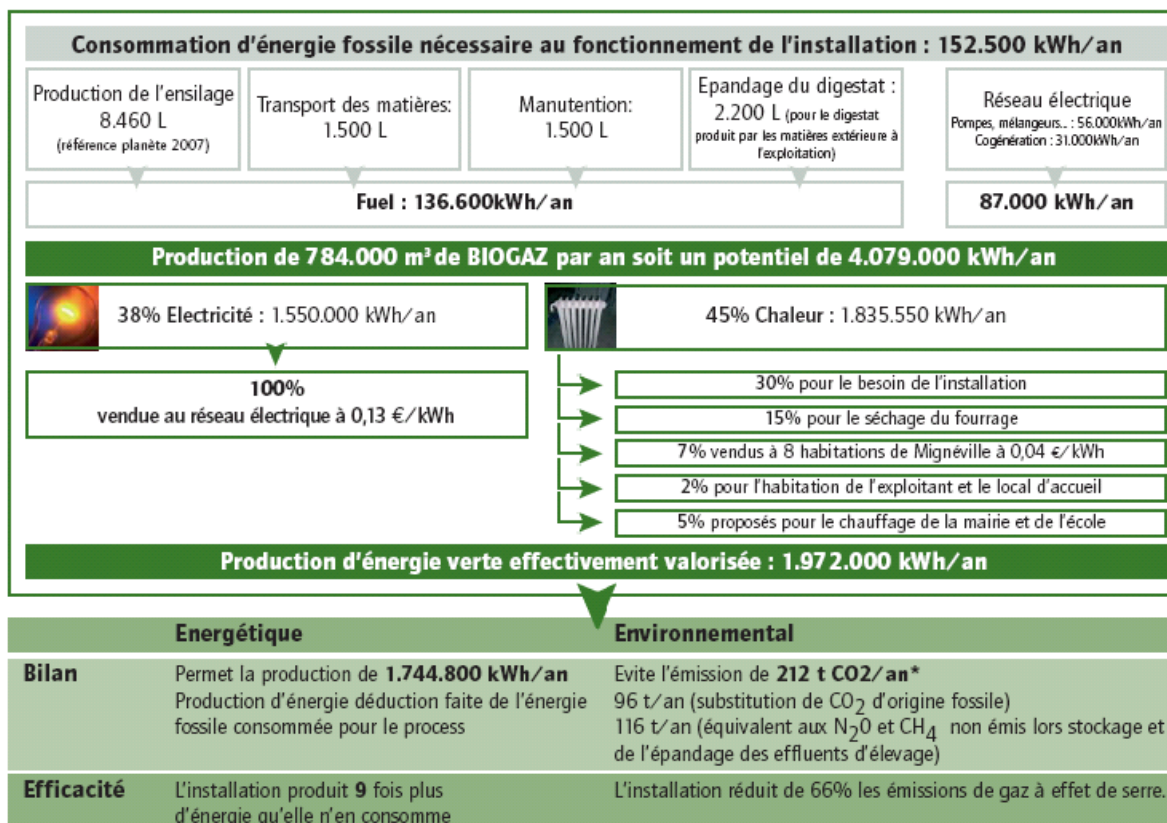 Consommation d'énergie fossile nécessaire au fonctionnement de l'installation : 152.500 kWh/an
Production de l'ensilage
8.460 L
(référence planète 2007)
Transport des matières:
1.500 L
Manutention:
1.500 L
Epandage du digestat :
2.200 L (pour le digestat
produit par les matières extérieure à
l'exploitation)
Réseau électrique
Pompes, mélangeurs... : 56.000kWh/an
Cogénération : 31.000kWh/an
Fuel : 136.600kWh/an
87.000 kWh/an
Production de 784.000 m³ de BIOGAZ par an soit un potentiel de 4.079.000 kWh/an
38% Electricité : 1.550.000 kWh/an
45% Chaleur : 1.835.550 kWh/an
100%
vendue au réseau électrique à 0,13 €/kWh
30% pour le besoin de l'installation
15% pour le séchage du fourrage
7% vendus à 8 habitations de Mignéville à 0,04 €/kWh
2% pour l'habitation de l'exploitant et le local d'accueil
5% proposés pour le chauffage de la mairie et de l'école
Production d'énergie verte effectivement valorisée : 1.972.000 kWh/an
Energétique
Environnemental
Bilan
Permet la production de 1.744.800 kWh/an
Production d'énergie déduction faite de l'énergie
fossile consommée pour le process
Evite l'émission de 212 t CO2/an*
96 t/an (substitution de CO2 d'origine fossile)
116 t/an (équivalent aux N20 et CH4 non émis lors stockage et
de l'épandage des effluents d'élevage)
Efficacité
L'installation produit 9 fois plus
d'énergie qu'elle n'en consomme
L'installation réduit de 66% les émissions de gaz à effet de serre.